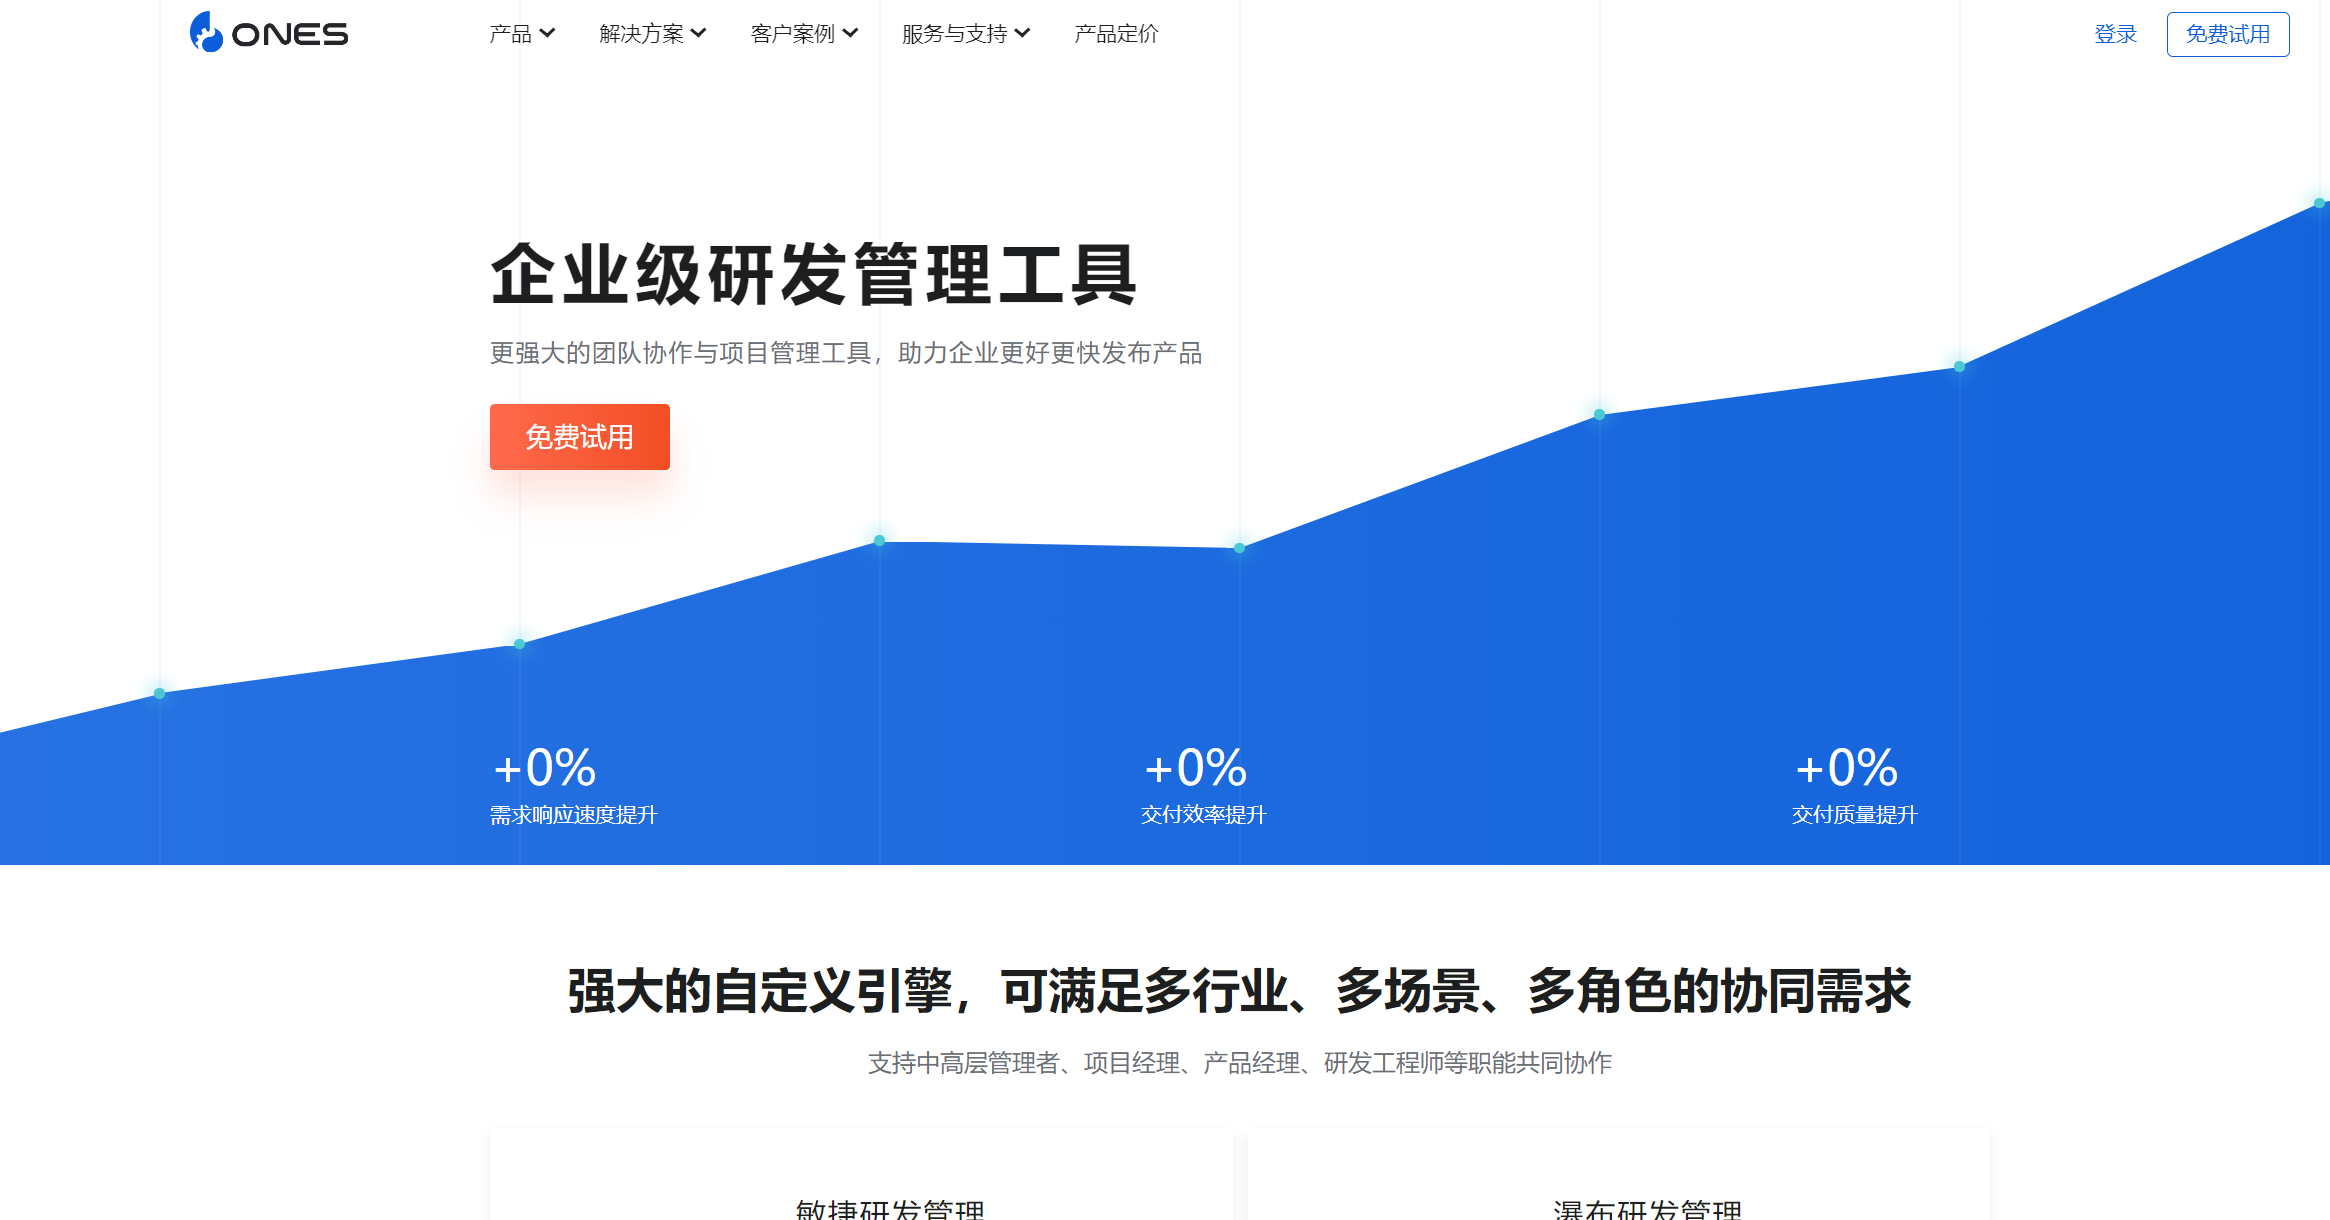 ONES 产品 解决方案 客户案例 服务与支持 产品定价 登录 免费试用
企业级研发管理工具
更强大的团队协作与项目管理工具，助力企业更好更快发布产品
免费试用
+0% +0% +0%
需求响应速度提升 交付效率提升 交付质量提升
强大的自定义引擎，可满足多行业、多场景、多角色的协同需求
支持中高层管理者、项目经理、产品经理、研发工程师等职能共同协作
敏捷研发管理 瀑布研发管理